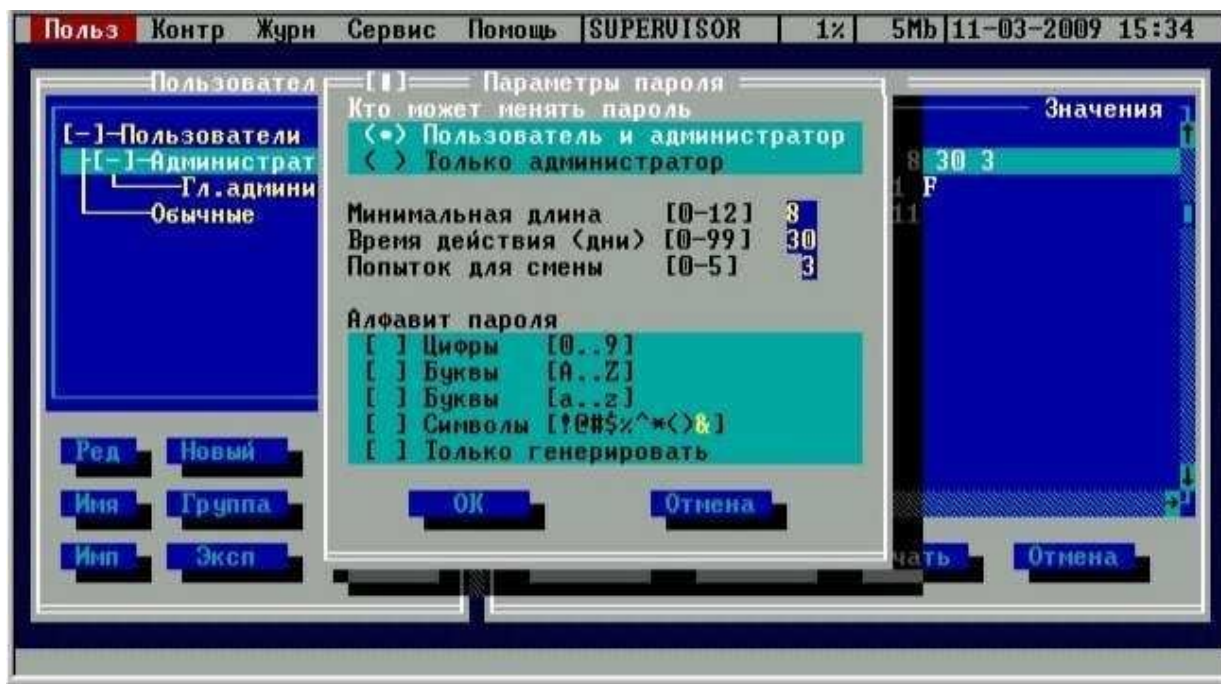 Польз Контр Журн Сервис Помощь SUPERVISOR 1% 5Mb 11-03-2009 15:34
Пользовател
[-]-Пользователи
[-]-Администрат
Гл.админи
Обычные
Ред Новый
Имя Группа
Имп Эксп
Параметры пароля
Кто может менять пароль
(•) Пользователь и администратор
( ) Только администратор
Минимальная длина [0-12] 8
Время действия (дни) [0-99] 30
Попыток для смены [0-5] 3
Алфавит пароля
[ ] Цифры [0..9]
[ ] Буквы [A..Z]
[ ] Буквы [a..z]
[ ] Символы [!@#$%^*()&]
[ ] Только генерировать
OK Отмена
Значения
8 30 3
F
11
чать Отмена